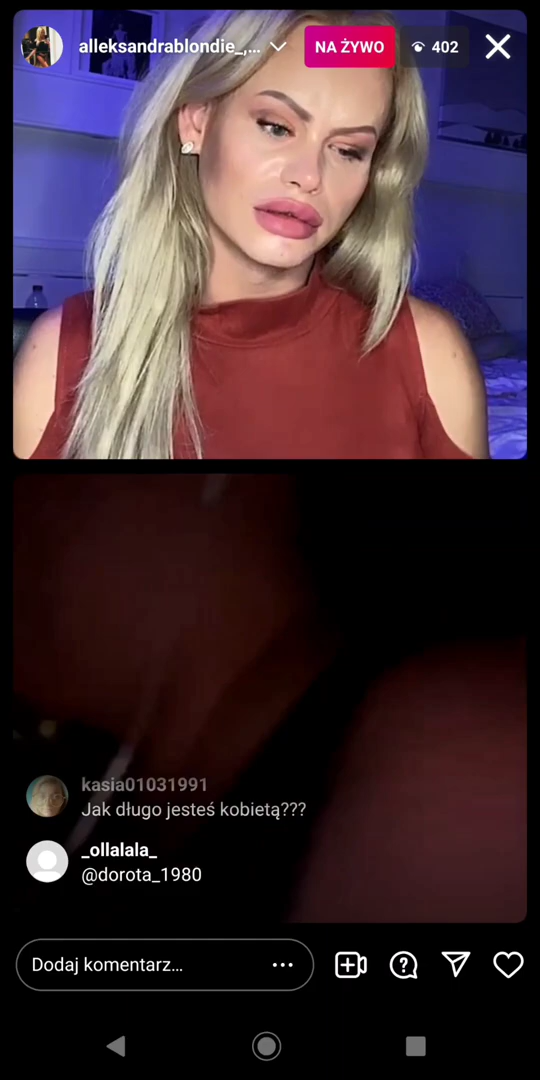 alleksandrablondie_,...
NA ŻYWO
402
kasia01031991
Jak długo jesteś kobietą???
_ollalala_
@dorota_1980
Dodaj komentarz...